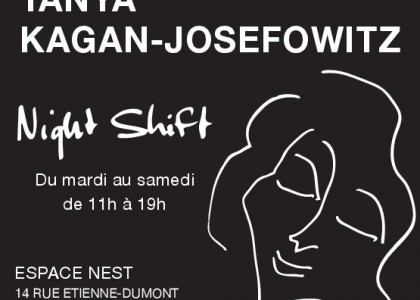 TANYA
KAGAN-JOSEFOWITZ
Night Shift
Du mardi au samedi
de 11h à 19h
ESPACE NEST
14 RUE ETIENNE-DUMONT